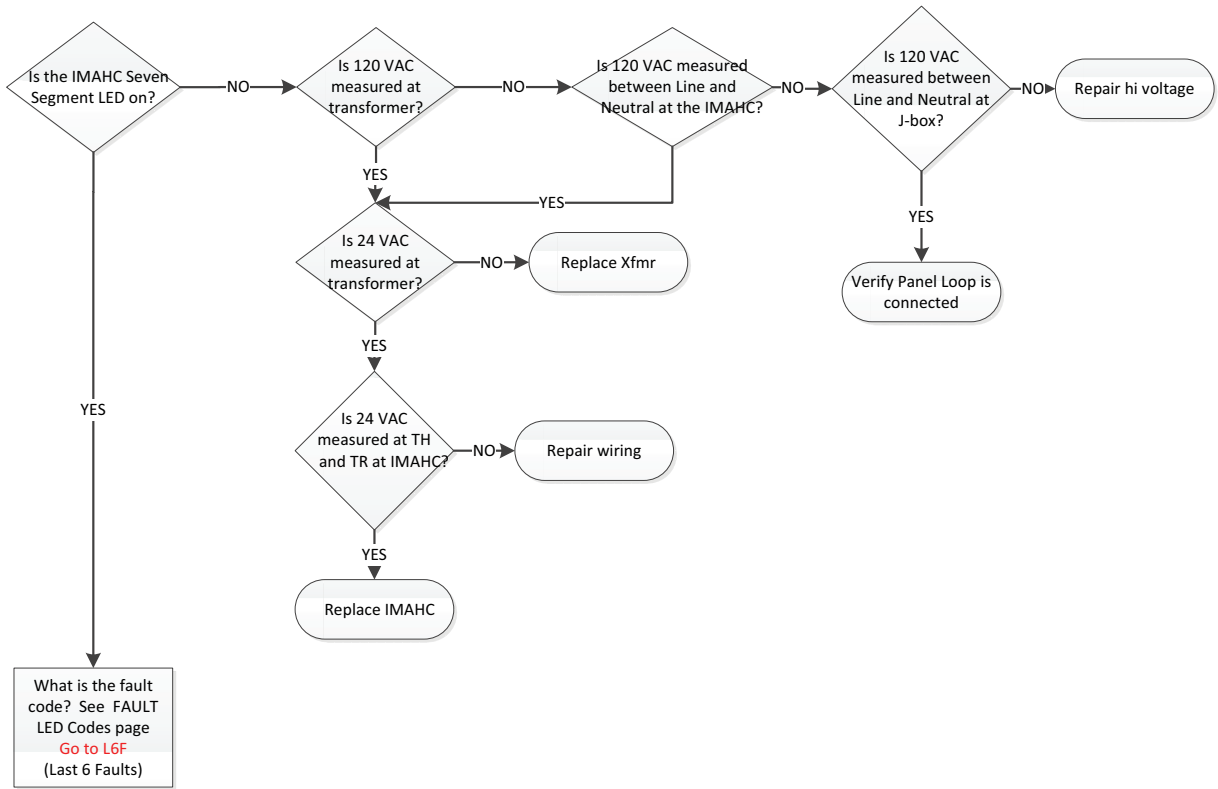 Is the IMAHC Seven
Segment LED on?
NO
Is 120 VAC
measured at
transformer?
NO
Is 120 VAC measured
between Line and
Neutral at the IMAHC?
NO
Is 120 VAC
measured between
Line and Neutral at
J-box?
NO
Repair hi voltage
YES
YES
YES
Is 24 VAC
measured at
transformer?
NO
Replace Xfmr
Verify Panel Loop is
connected
YES
Is 24 VAC
measured at TH
and TR at IMAHC?
NO
Repair wiring
YES
YES
Replace IMAHC
What is the fault
code? See FAULT
LED Codes page
Go to L6F
(Last 6 Faults)